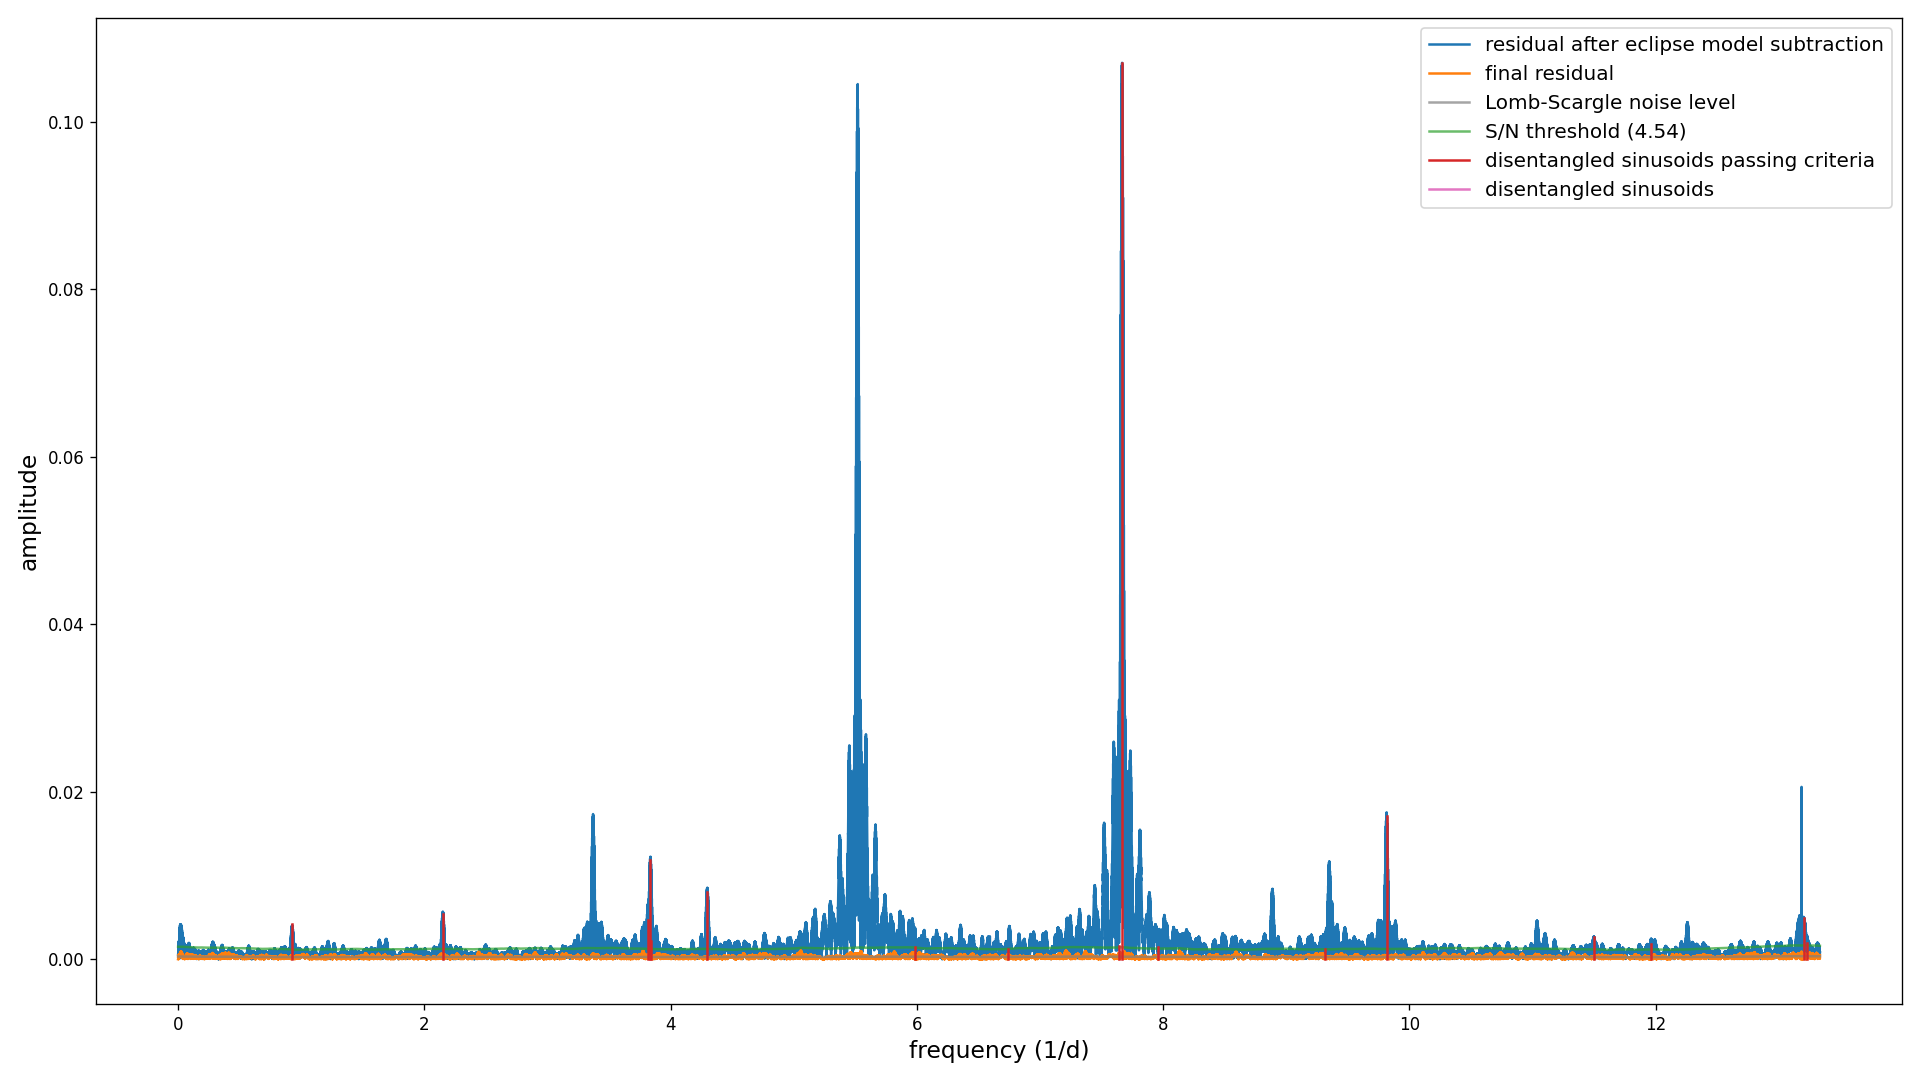 residual after eclipse model subtraction
final residual
Lomb-Scargle noise level
S/N threshold (4.54)
disentangled sinusoids passing criteria
disentangled sinusoids
amplitude
0.10
0.08
0.06
0.04
0.02
0.00
0 2 4 6 8 10 12
frequency (1/d)